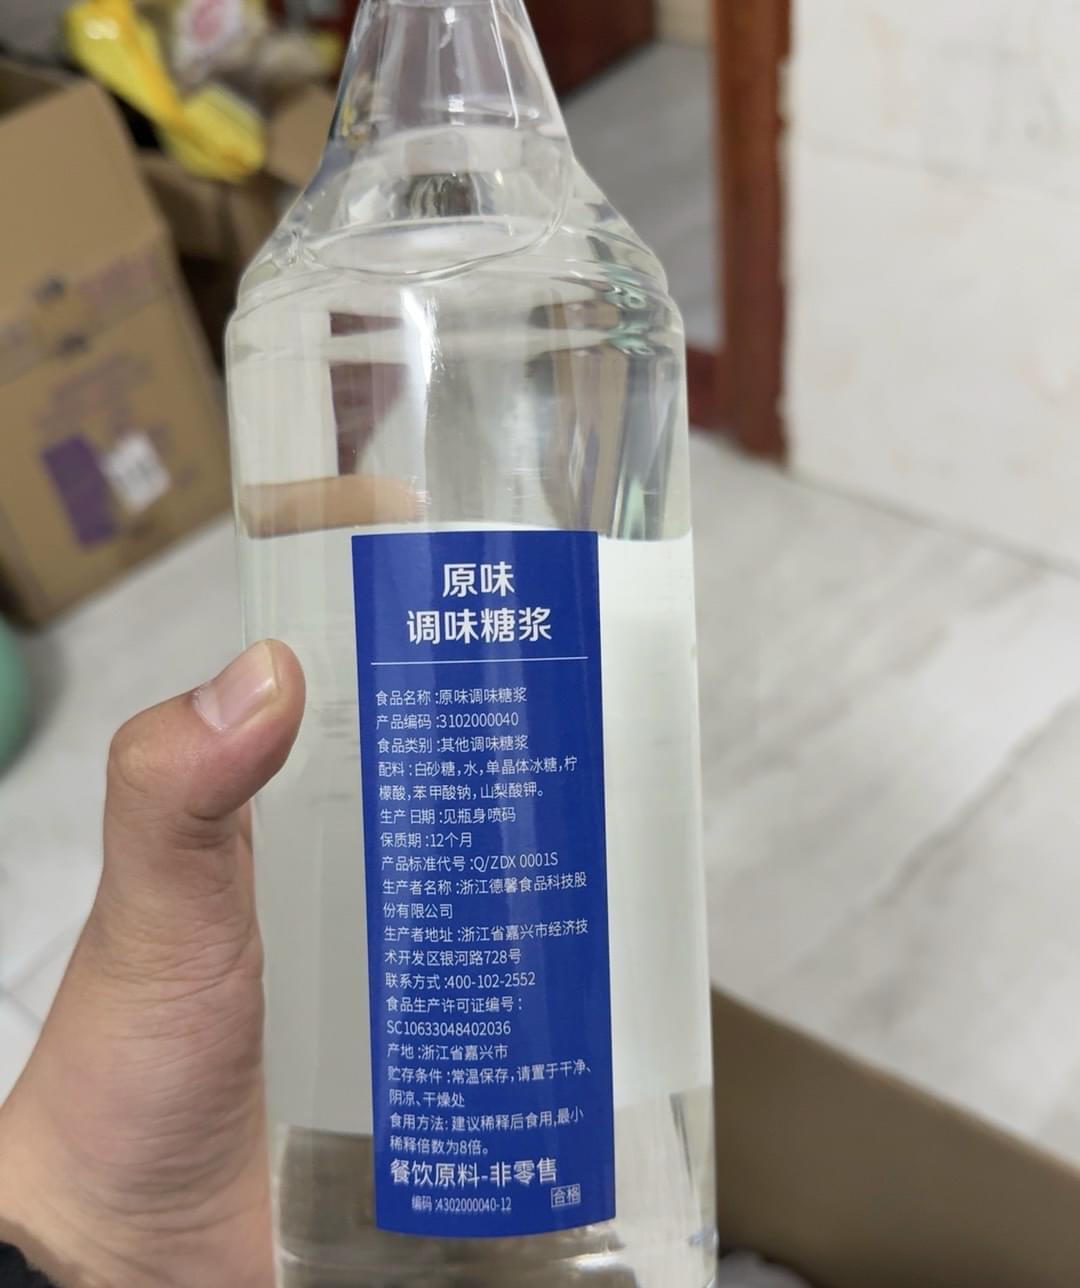 原味
调味糖浆
食品名称:原味调味糖浆
产品编码:3102000040
食品类别:其他调味糖浆
配料:白砂糖,水,单晶体冰糖,柠
檬酸,苯甲酸钠,山梨酸钾。
生产日期:见瓶身喷码
保质期:12个月
产品标准代号:Q/ZDX 0001S
生产者名称:浙江德馨食品科技股
份有限公司
生产者地址:浙江省嘉兴市经济技
术开发区银河路728号
联系方式:400-102-2552
食品生产许可证编号:
SC10633048402036
产地:浙江省嘉兴市
贮存条件:常温保存,请置于干净、
阴凉、干燥处
食用方法:建议稀释后食用,最小
稀释倍数为8倍。
餐饮原料-非零售
编码:4302000040-12 合格